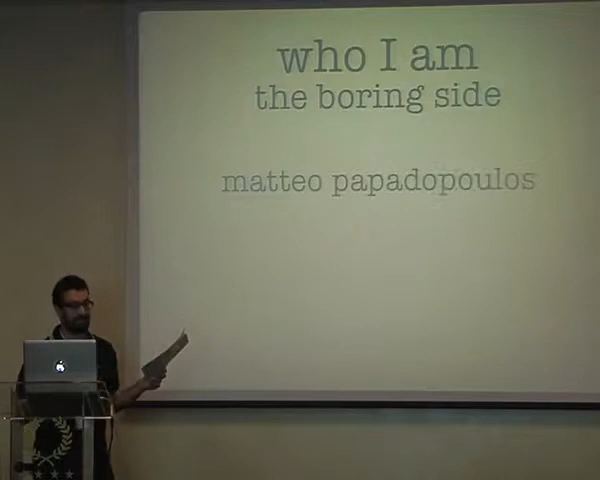 who I am
the boring side
matteo papadopoulos